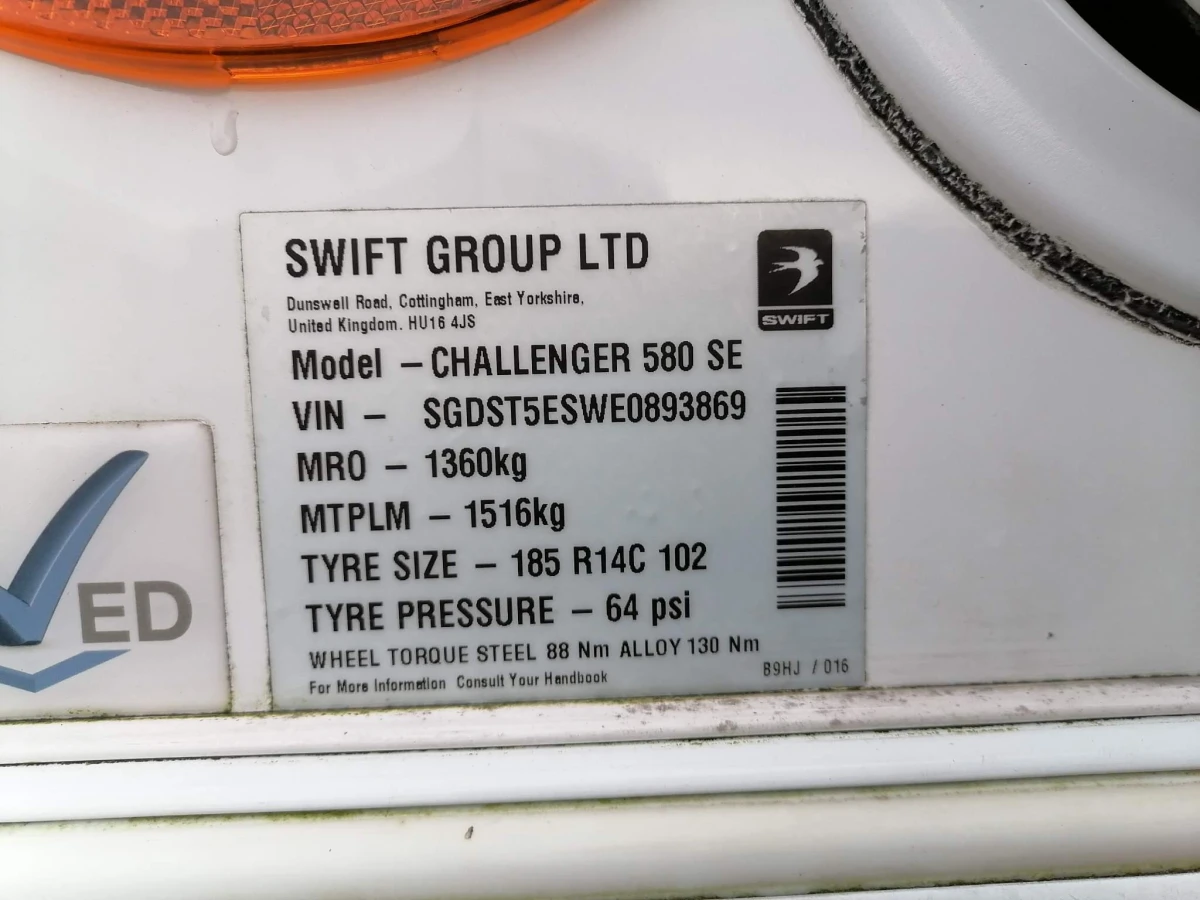 SWIFT GROUP LTD
Dunswell Road, Cottingham, East Yorkshire,
United Kingdom. HU16 4JS
SWIFT
Model – CHALLENGER 580 SE
VIN – SGDST5ESWE0893869
MRO – 1360kg
MTPLM – 1516kg
TYRE SIZE – 185 R14C 102
TYRE PRESSURE – 64 psi
WHEEL TORQUE STEEL 88 Nm ALLOY 130 Nm
For More Information Consult Your Handbook
B9HJ / 016
ED